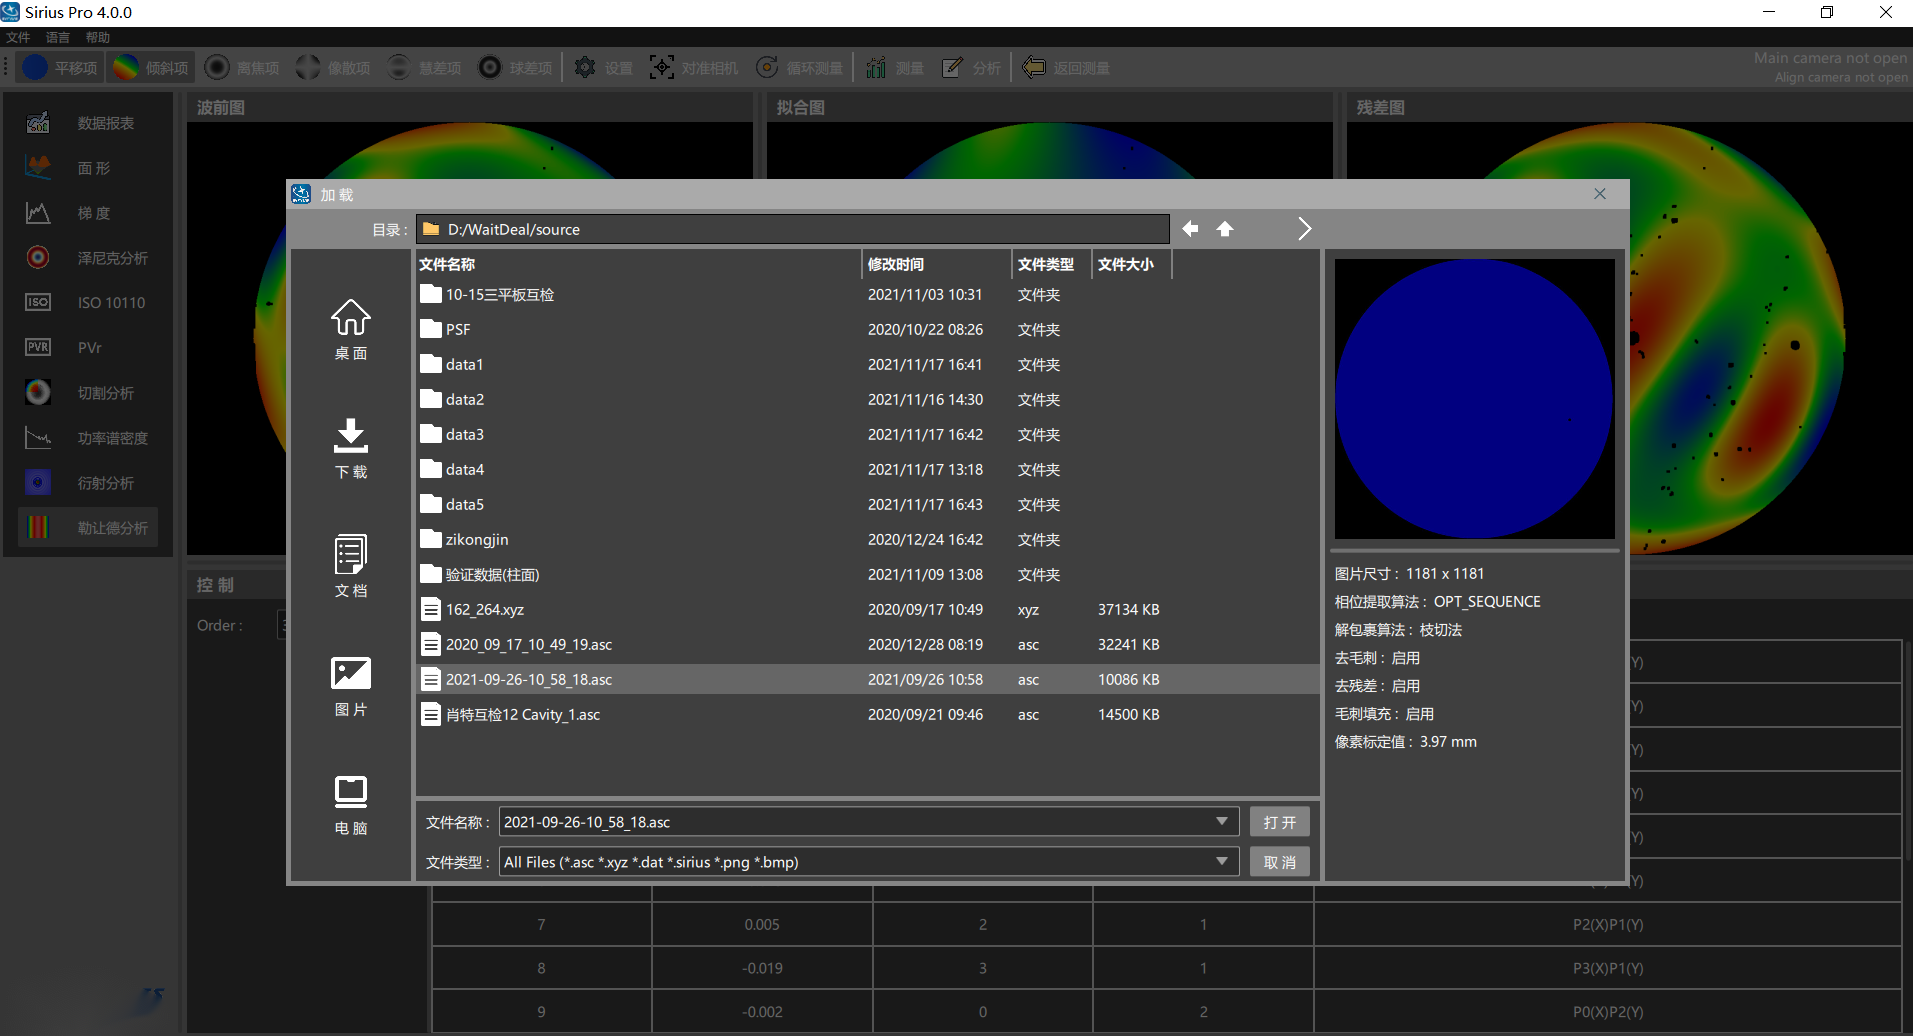 Sirius Pro 4.0.0
文件 语言 帮助
平移项 倾斜项 离焦项 像散项 慧差项 球差项 设置 对准相机 循环测量 测量 分析 返回测量
Main camera not open
Align camera not open
数据报表
面 形
梯 度
泽尼克分析
ISO ISO 10110
PVR PVr
切割分析
功率谱密度
衍射分析
勒让德分析
波前图
拟合图
残差图
控 制
Order :
加 载
目录 : D:/WaitDeal/source
桌 面
下 载
文 档
图 片
电 脑
文件名称 修改时间 文件类型 文件大小
10-15三平板互检 2021/11/03 10:31 文件夹
PSF 2020/10/22 08:26 文件夹
data1 2021/11/17 16:41 文件夹
data2 2021/11/16 14:30 文件夹
data3 2021/11/17 16:42 文件夹
data4 2021/11/17 13:18 文件夹
data5 2021/11/17 16:43 文件夹
zikongjin 2020/12/24 16:42 文件夹
验证数据(柱面) 2021/11/09 13:08 文件夹
162_264.xyz 2020/09/17 10:49 xyz 37134 KB
2020_09_17_10_49_19.asc 2020/12/28 08:19 asc 32241 KB
2021-09-26-10_58_18.asc 2021/09/26 10:58 asc 10086 KB
肖特互检12 Cavity_1.asc 2020/09/21 09:46 asc 14500 KB
文件名称 : 2021-09-26-10_58_18.asc 打 开
文件类型 : All Files (*.asc *.xyz *.dat *.sirius *.png *.bmp) 取 消
图片尺寸 : 1181 x 1181
相位提取算法 : OPT_SEQUENCE
解包裹算法 : 枝切法
去毛刺 : 启用
去残差 : 启用
毛刺填充 : 启用
像素标定值 : 3.97 mm
Y)
Y)
Y)
Y)
Y)
Y)
7 0.005 2 1 P2(X)P1(Y)
8 -0.019 3 1 P3(X)P1(Y)
9 -0.002 0 2 P0(X)P2(Y)